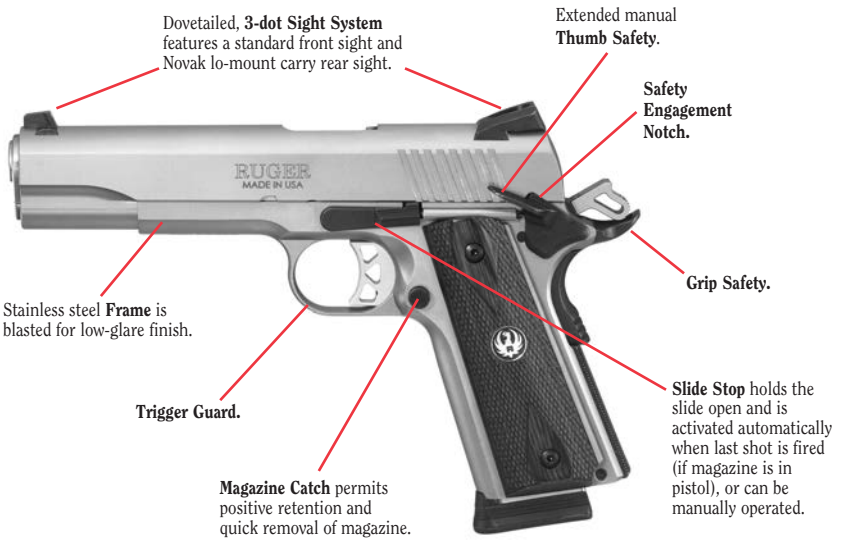 Dovetailed, 3-dot Sight System
features a standard front sight and
Novak lo-mount carry rear sight.
Extended manual
Thumb Safety.
Safety
Engagement
Notch.
RUGER
MADE IN USA
Grip Safety.
Stainless steel Frame is
blasted for low-glare finish.
Trigger Guard.
Slide Stop holds the
slide open and is
activated automatically
when last shot is fired
(if magazine is in
pistol), or can be
manually operated.
Magazine Catch permits
positive retention and
quick removal of magazine.